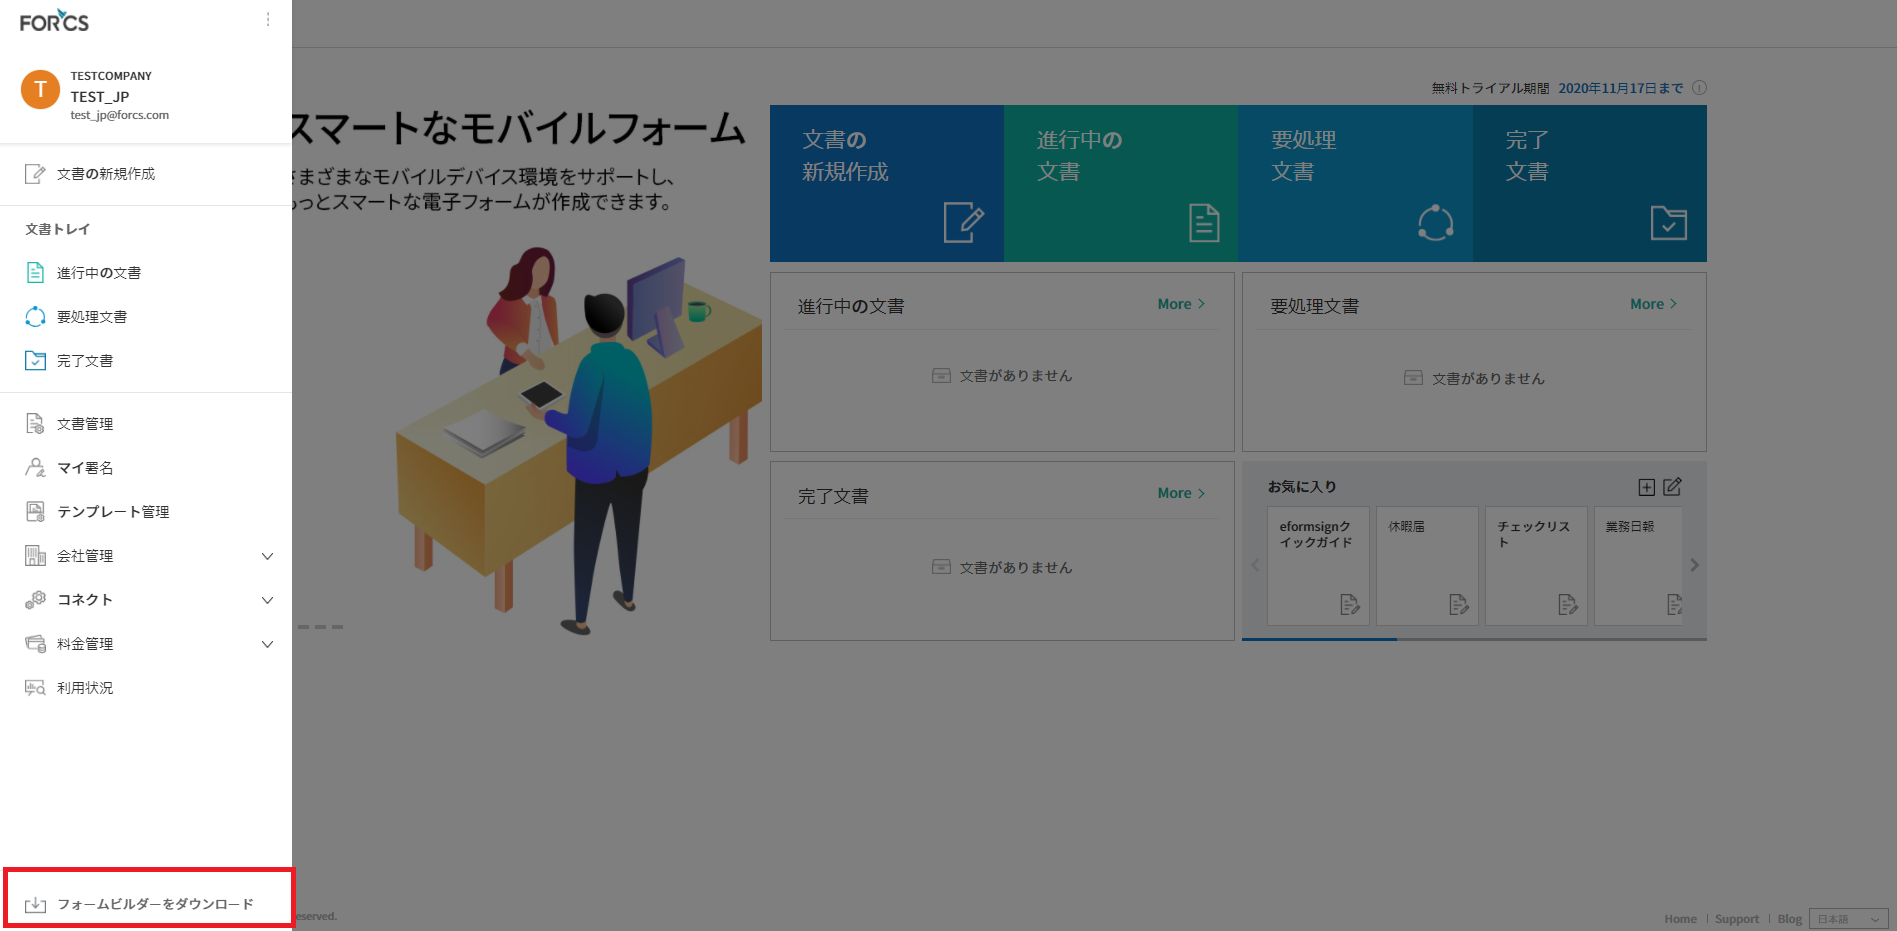 FORCS
T
TESTCOMPANY
TEST_JP
test_jp@forcs.com
文書の新規作成
文書トレイ
進行中の文書
要処理文書
完了文書
文書管理
マイ署名
テンプレート管理
会社管理
コネクト
料金管理
利用状況
フォームビルダーをダウンロード
無料トライアル期間 2020年11月17日まで
スマートなモバイルフォーム
さまざまなモバイルデバイス環境をサポートし、
もっとスマートな電子フォームが作成できます。
文書の
新規作成
進行中の
文書
要処理
文書
完了
文書
進行中の文書
More
文書がありません
要処理文書
More
文書がありません
完了文書
More
文書がありません
お気に入り
eformsignク
イックガイド
休暇届
チェックリス
ト
業務日報
eserved.
Home
Support
Blog
日本語